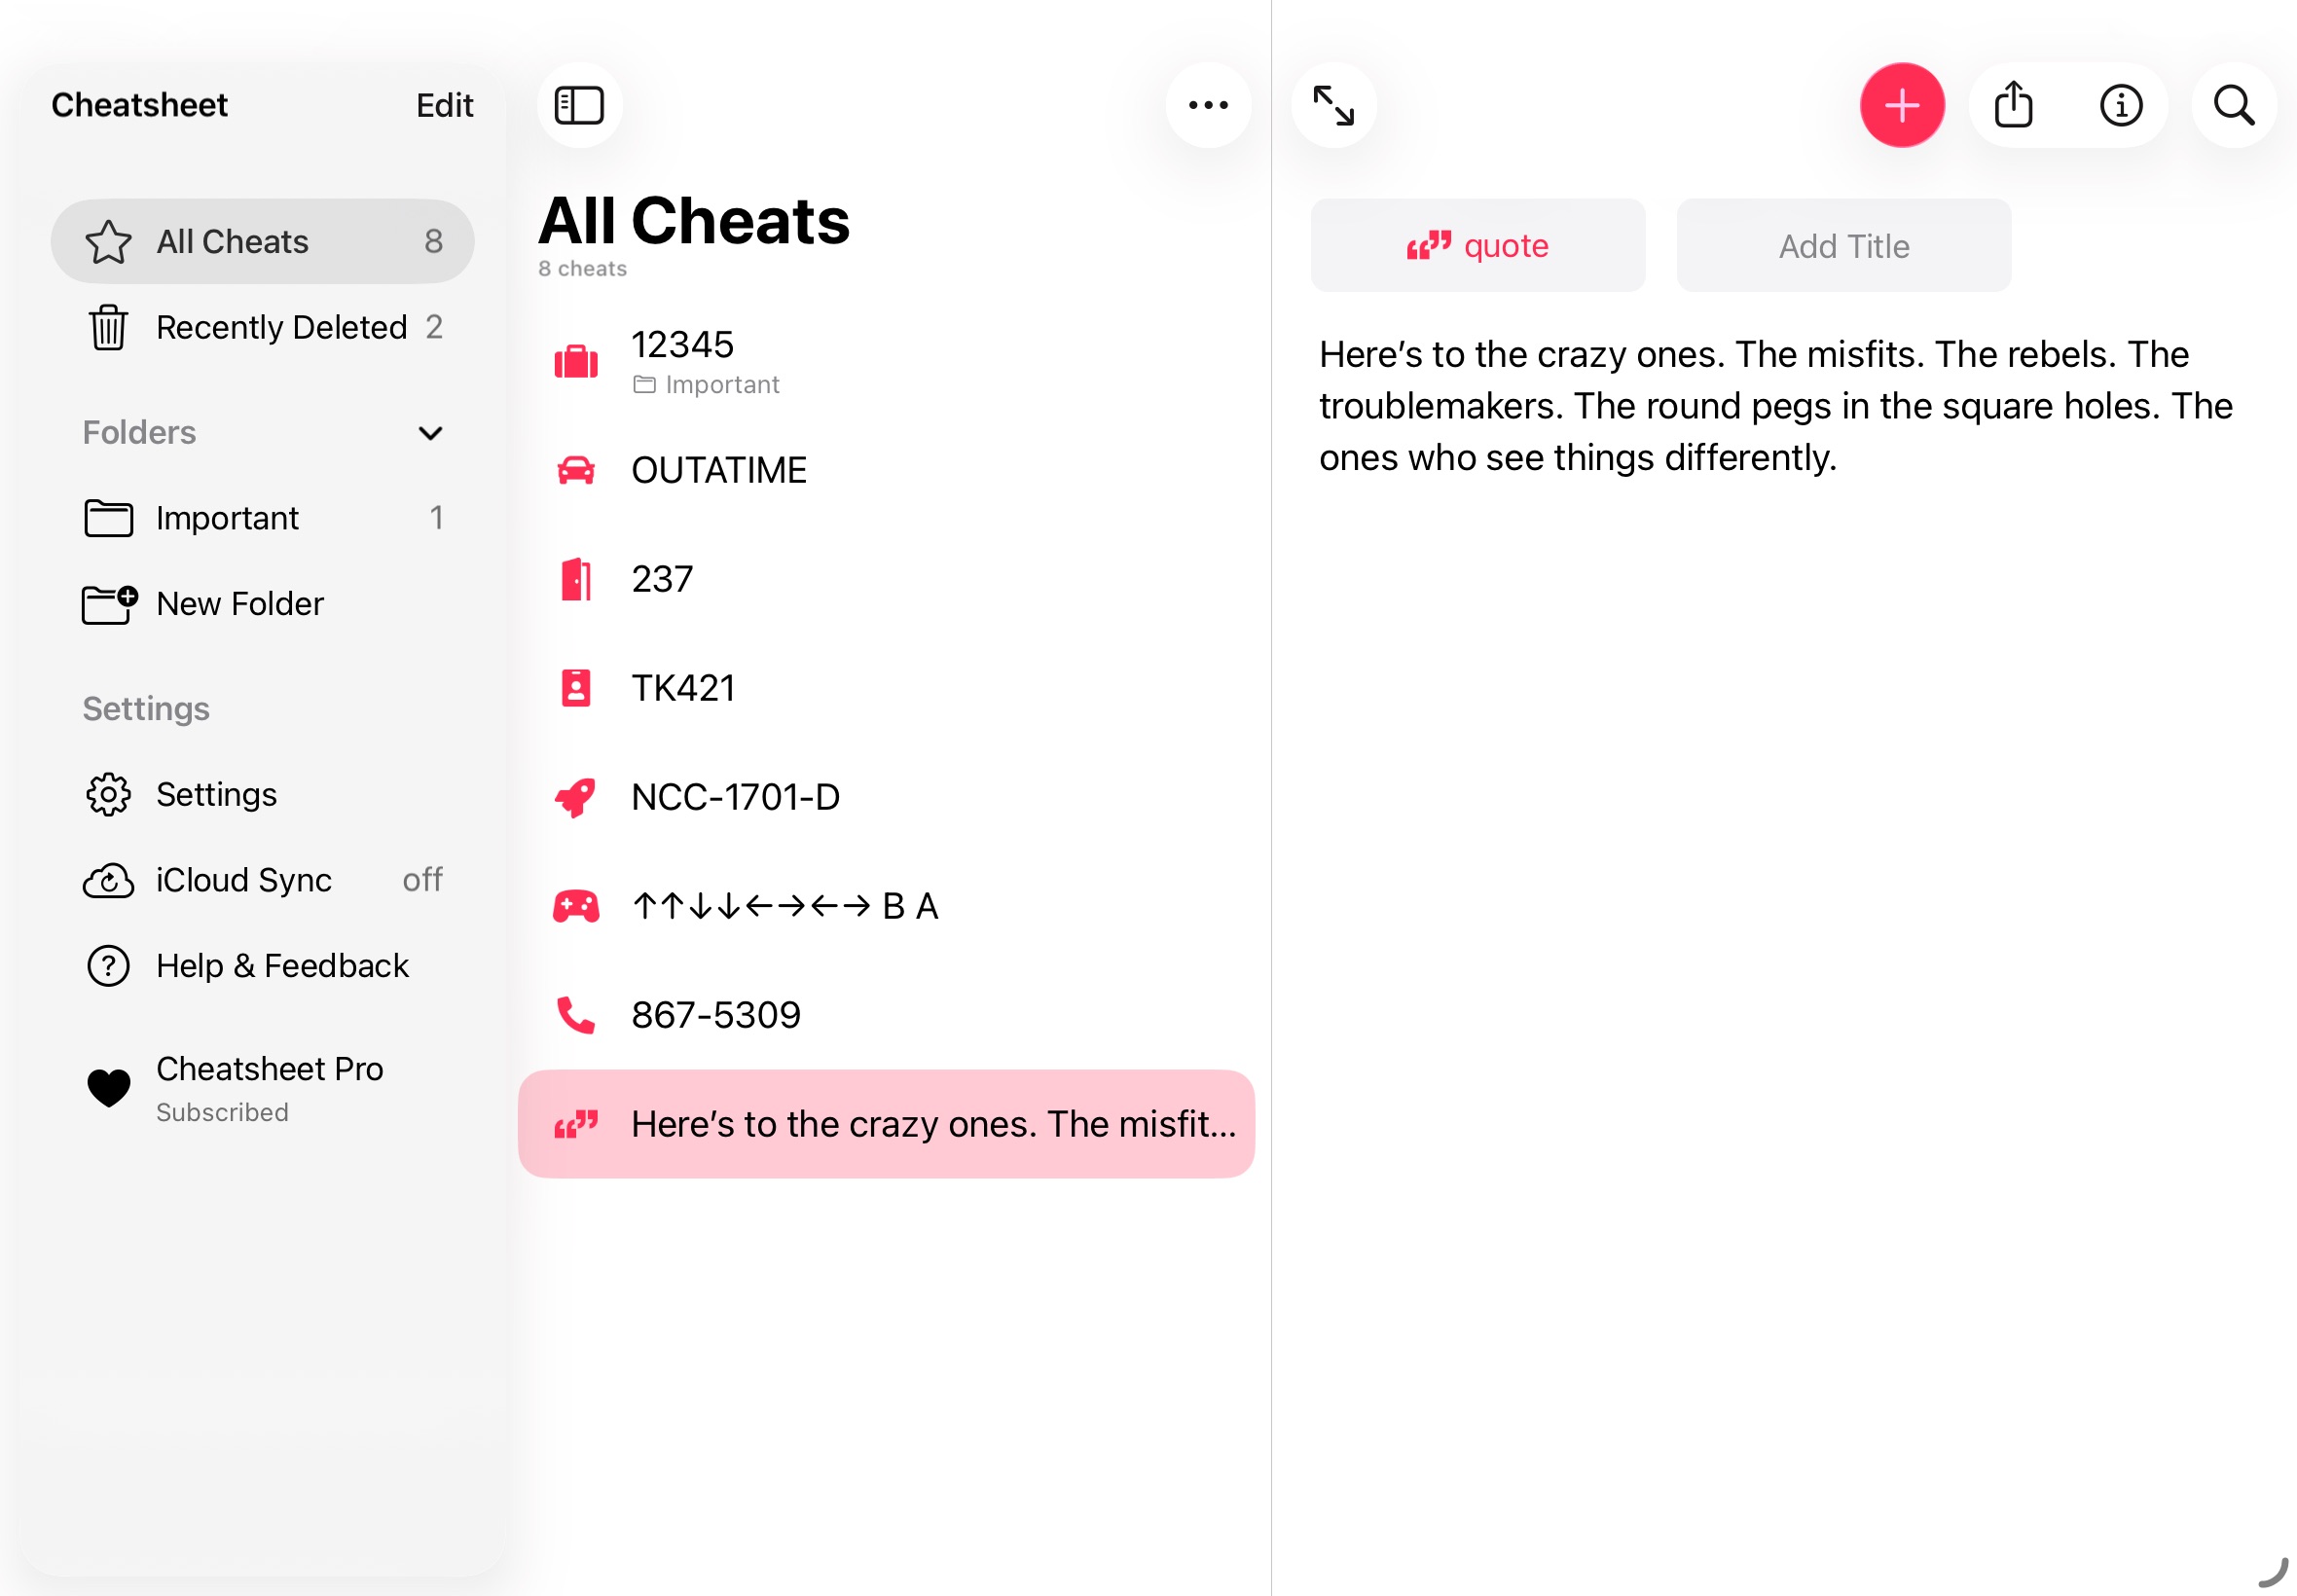 Cheatsheet
Edit
All Cheats 8
Recently Deleted 2
Folders
Important 1
New Folder
Settings
Settings
iCloud Sync off
Help & Feedback
Cheatsheet Pro
Subscribed
All Cheats
8 cheats
12345
Important
OUTATIME
237
TK421
NCC-1701-D
↑↑↓↓←→←→ B A
867-5309
Here’s to the crazy ones. The misfit...
quote
Add Title
Here’s to the crazy ones. The misfits. The rebels. The
troublemakers. The round pegs in the square holes. The
ones who see things differently.